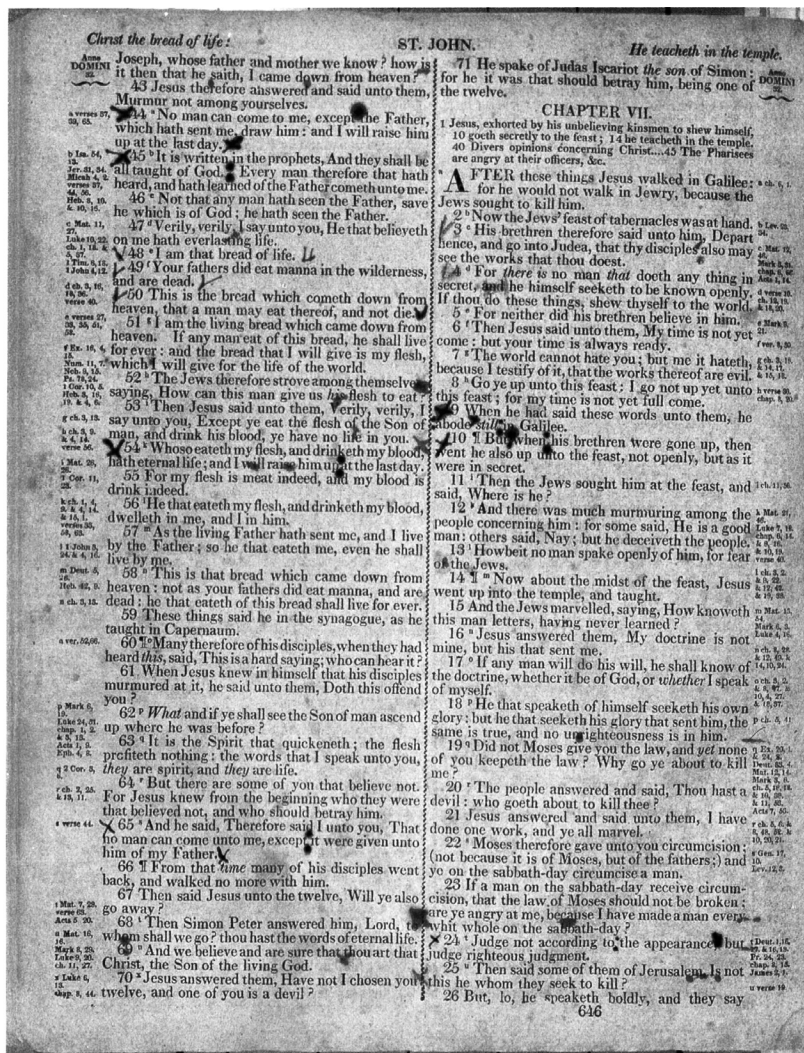 Christ the bread of life:
ST. JOHN.
He teacheth in the temple.
Anno
DOMINI
32.
Joseph, whose father and mother we know? how is
it then that he saith, I came down from heaven?
43 Jesus therefore answered and said unto them,
Murmur not among yourselves.
44 a No man can come to me, except the Father,
which hath sent me, draw him: and I will raise him
up at the last day.
45 b It is written in the prophets, And they shall be
all taught of God. Every man therefore that hath
heard, and hath learned of the Father cometh unto me.
46 c Not that any man hath seen the Father, save
he which is of God; he hath seen the Father.
47 d Verily, verily, I say unto you, He that believeth
on me hath everlasting life.
48 e I am that bread of life.
49 f Your fathers did eat manna in the wilderness,
and are dead.
50 This is the bread which cometh down from
heaven, that a man may eat thereof, and not die.
51 g I am the living bread which came down from
heaven. If any man eat of this bread, he shall live
for ever: and the bread that I will give is my flesh,
which I will give for the life of the world.
52 h The Jews therefore strove among themselves
saying, How can this man give us his flesh to eat?
53 i Then Jesus said unto them, Verily, verily, I
say unto you, Except ye eat the flesh of the Son of
man, and drink his blood, ye have no life in you.
54 k Whoso eateth my flesh, and drinketh my blood,
hath eternal life; and I will raise him up at the last day.
55 For my flesh is meat indeed, and my blood is
drink indeed.
56 l He that eateth my flesh, and drinketh my blood,
dwelleth in me, and I in him.
57 m As the living Father hath sent me, and I live
by the Father; so he that eateth me, even he shall
live by me.
58 n This is that bread which came down from
heaven: not as your fathers did eat manna, and are
dead: he that eateth of this bread shall live for ever.
59 These things said he in the synagogue, as he
taught in Capernaum.
60 ¶ o Many therefore of his disciples, when they had
heard this, said, This is a hard saying; who can hear it?
61 When Jesus knew in himself that his disciples
murmured at it, he said unto them, Doth this offend
you?
62 p What and if ye shall see the Son of man ascend
up where he was before?
63 q It is the Spirit that quickeneth; the flesh
profiteth nothing: the words that I speak unto you,
they are spirit, and they are life.
64 r But there are some of you that believe not.
For Jesus knew from the beginning who they were
that believed not, and who should betray him.
65 s And he said, Therefore said I unto you, That
no man can come unto me, except it were given unto
him of my Father.
66 ¶ From that time many of his disciples went
back, and walked no more with him.
67 Then said Jesus unto the twelve, Will ye also
go away?
68 t Then Simon Peter answered him, Lord, to
whom shall we go? thou hast the words of eternal life.
69 u And we believe and are sure that thou art that
Christ, the Son of the living God.
70 x Jesus answered them, Have not I chosen you
twelve, and one of you is a devil?
71 He spake of Judas Iscariot the son of Simon:
for he it was that should betray him, being one of
the twelve.
Anno
DOMINI
32.
CHAPTER VII.
1 Jesus, exhorted by his unbelieving kinsmen to shew himself,
10 goeth secretly to the feast; 14 he teacheth in the temple.
40 Divers opinions concerning Christ....45 The Pharisees
are angry at their officers, &c.
AFTER these things Jesus walked in Galilee:
for he would not walk in Jewry, because the
Jews sought to kill him.
2 b Now the Jews' feast of tabernacles was at hand.
3 c His brethren therefore said unto him, Depart
hence, and go into Judea, that thy disciples also may
see the works that thou doest.
4 d For there is no man that doeth any thing in
secret, and he himself seeketh to be known openly.
If thou do these things, shew thyself to the world.
5 e For neither did his brethren believe in him.
6 f Then Jesus said unto them, My time is not yet
come: but your time is always ready.
7 g The world cannot hate you; but me it hateth,
because I testify of it, that the works thereof are evil.
8 h Go ye up unto this feast: I go not up yet unto
this feast; for my time is not yet full come.
9 When he had said these words unto them, he
abode still in Galilee.
10 ¶ But when his brethren were gone up, then
went he also up unto the feast, not openly, but as it
were in secret.
11 i Then the Jews sought him at the feast, and
said, Where is he?
12 k And there was much murmuring among the
people concerning him: for some said, He is a good
man: others said, Nay; but he deceiveth the people.
13 l Howbeit no man spake openly of him, for fear
of the Jews.
14 ¶ m Now about the midst of the feast, Jesus
went up into the temple, and taught.
15 And the Jews marvelled, saying, How knoweth
this man letters, having never learned?
16 n Jesus answered them, My doctrine is not
mine, but his that sent me.
17 o If any man will do his will, he shall know of
the doctrine, whether it be of God, or whether I speak
of myself.
18 p He that speaketh of himself seeketh his own
glory: but he that seeketh his glory that sent him, the
same is true, and no unrighteousness is in him.
19 q Did not Moses give you the law, and yet none
of you keepeth the law? Why go ye about to kill
me?
20 r The people answered and said, Thou hast a
devil: who goeth about to kill thee?
21 Jesus answered and said unto them, I have
done one work, and ye all marvel.
22 s Moses therefore gave unto you circumcision;
(not because it is of Moses, but of the fathers;) and
ye on the sabbath-day circumcise a man.
23 If a man on the sabbath-day receive circum-
cision, that the law of Moses should not be broken;
are ye angry at me, because I have made a man every
whit whole on the sabbath-day?
24 t Judge not according to the appearance, but
judge righteous judgment.
25 u Then said some of them of Jerusalem, Is not
this he whom they seek to kill?
26 But, lo, he speaketh boldly, and they say
646